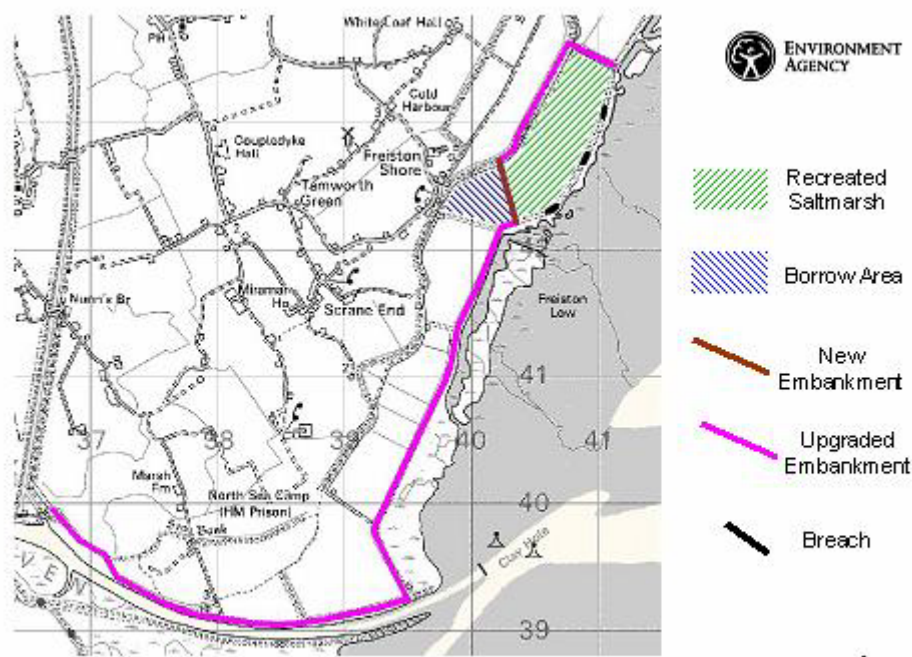 White Loaf Hall
PH
Cold
Harbour
Coupledyke
Hall
Freiston
Shore
Tamworth
Green
Nunn's Br
Scrane End
Freiston
Low
41
37
38
39
40
41
Marsh
Fm
North Sea Camp
(HM Prison)
40
Bank
Clay Hole
39
ENVIRONMENT
AGENCY
Recreated
Saltmarsh
Borrow Area
New
Embankment
Upgraded
Embankment
Breach